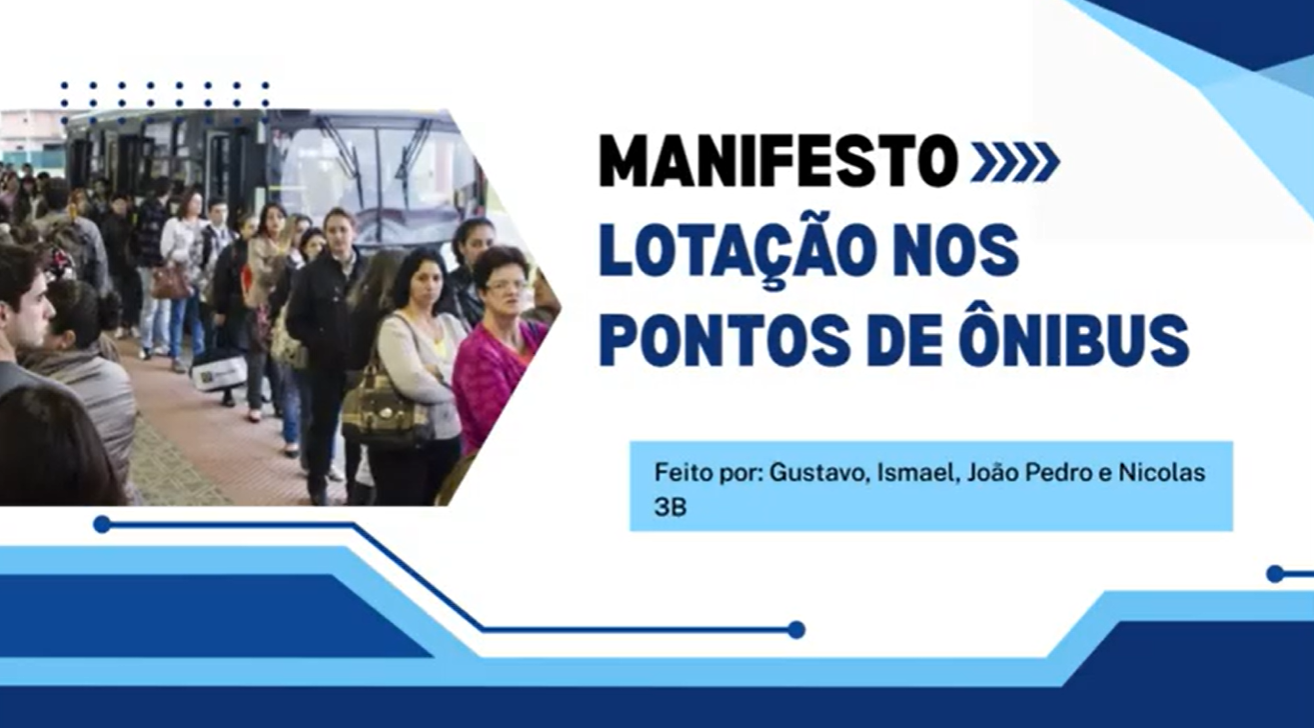 MANIFESTO
LOTAÇÃO NOS
PONTOS DE ÔNIBUS
Feito por: Gustavo, Ismael, João Pedro e Nicolas
3B